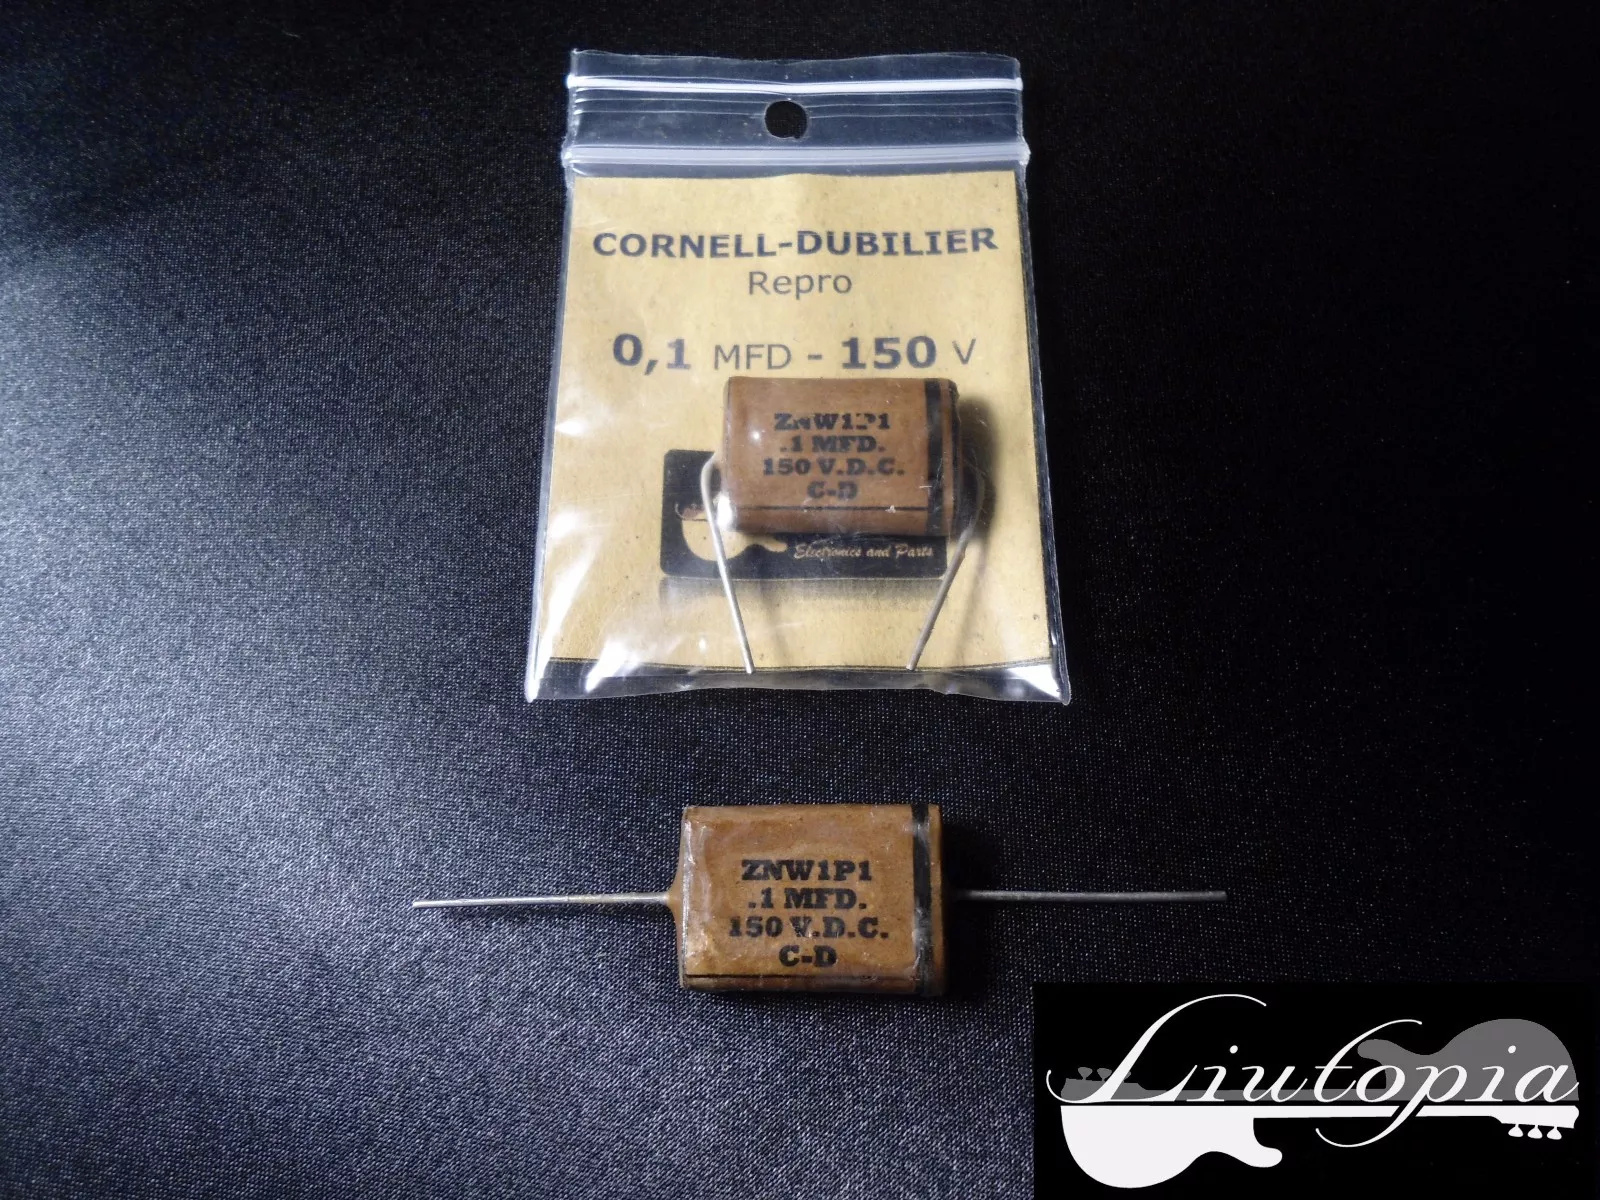 CORNELL-DUBILIER
Repro
0,1 MFD - 150 V
ZNW1P1
.1 MFD.
150 V.D.C.
C-D
Electronics and Parts
ZNW1P1
.1 MFD.
150 V.D.C.
C-D
Liutopia